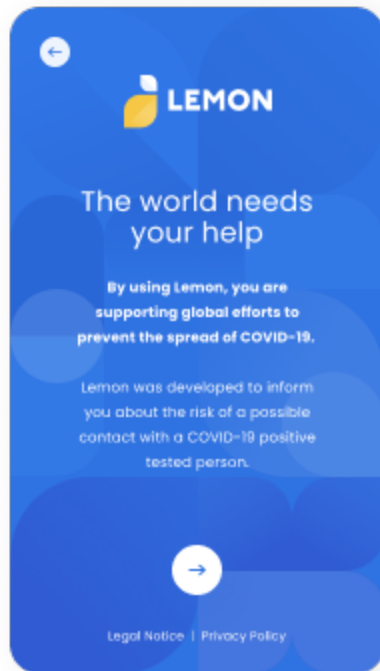 LEMON
The world needs
your help
By using Lemon, you are
supporting global efforts to
prevent the spread of COVID-19.
Lemon was developed to inform
you about the risk of a possible
contact with a COVID-19 positive
tested person.
Legal Notice | Privacy Policy